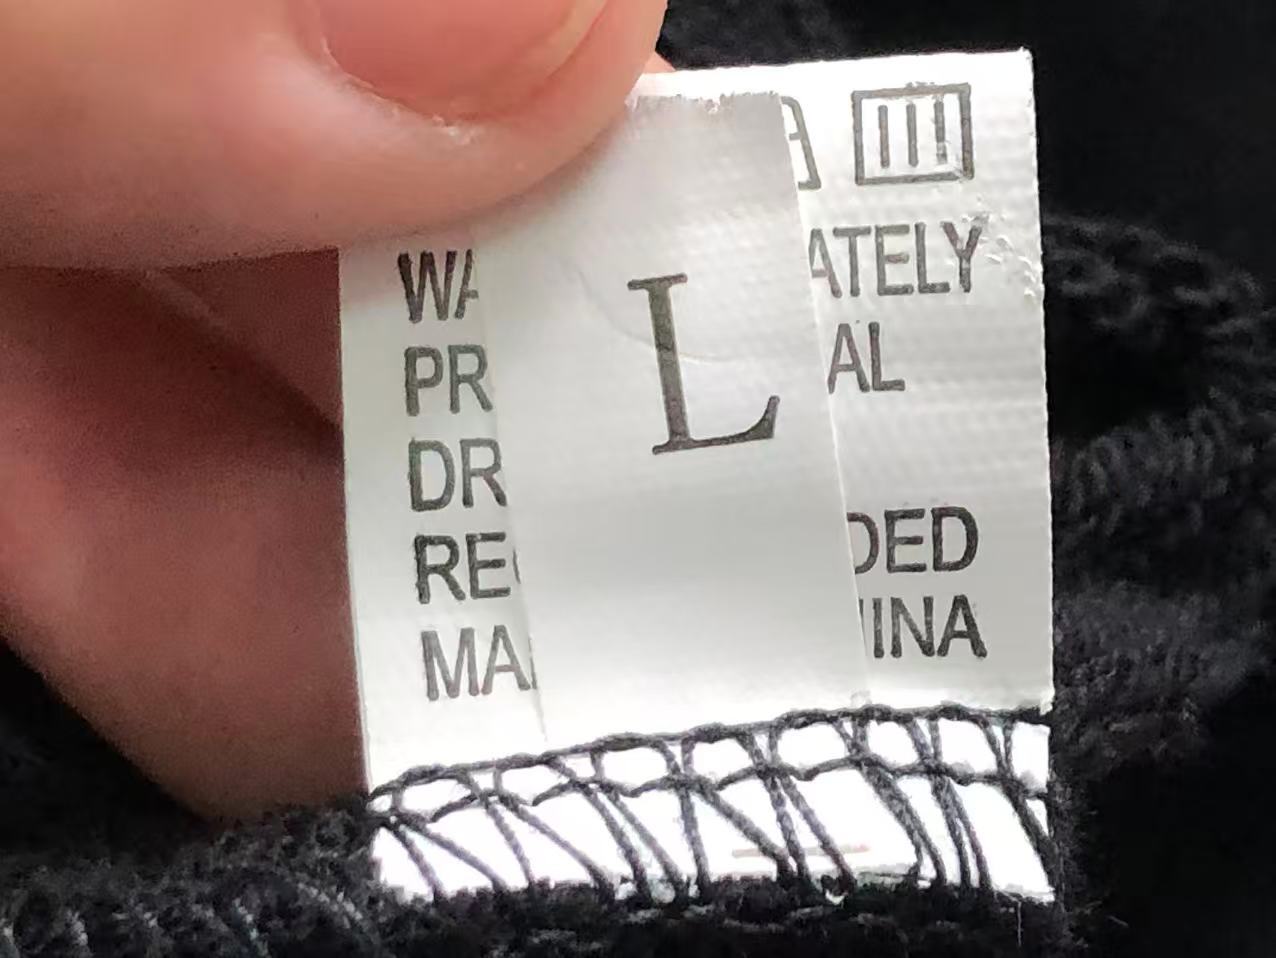 WA ATELY
PR L AL
DR
RE DED
MA INA